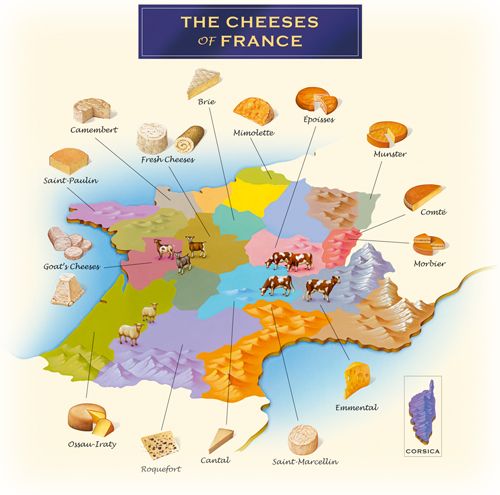 THE CHEESES
OF FRANCE
Brie
Époisses
Camembert
Mimolette
Fresh Cheeses
Munster
Saint-Paulin
Comté
Goat's Cheeses
Morbier
Emmental
Ossau-Iraty
Roquefort
Cantal
Saint-Marcellin
CORSICA